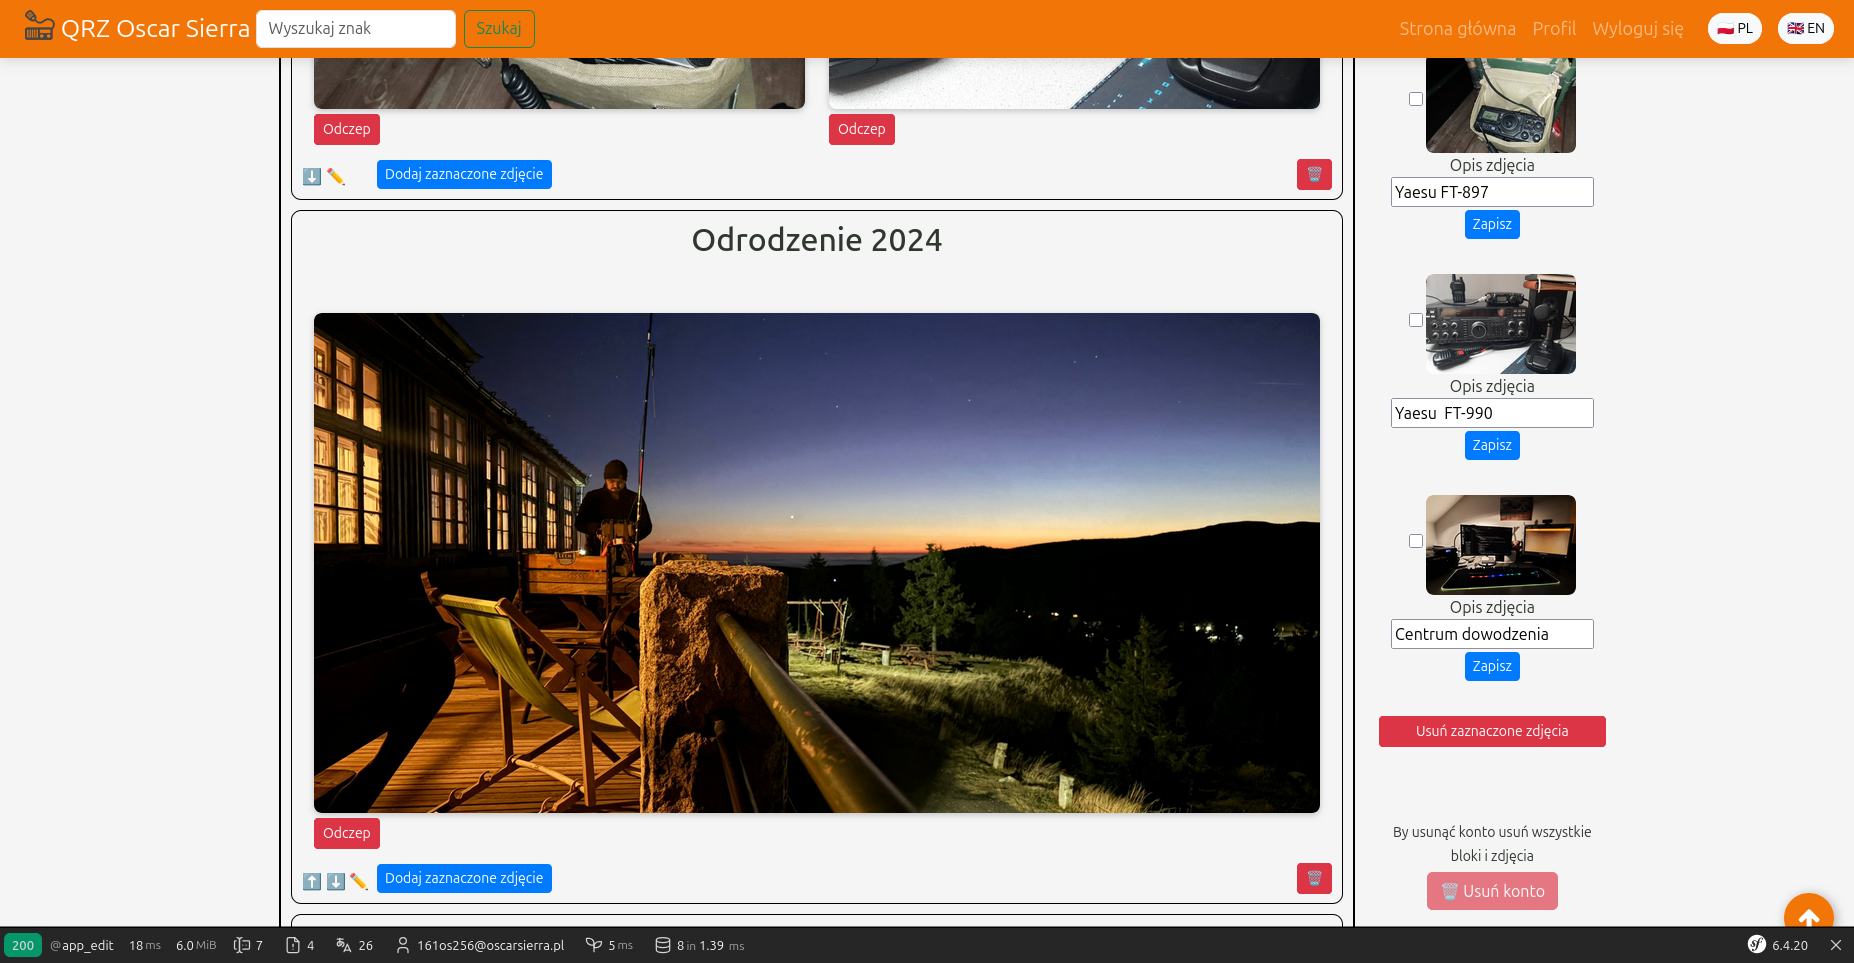 QRZ Oscar Sierra
Wyszukaj znak
Szukaj
Strona główna
Profil
Wyloguj się
🇵🇱 PL
🇬🇧 EN
Odczep
Odczep
⬇️ ✏️ Dodaj zaznaczone zdjęcie
Odrodzenie 2024
Odczep
⬆️ ⬇️ ✏️ Dodaj zaznaczone zdjęcie
Opis zdjęcia
Yaesu FT-897
Zapisz
Opis zdjęcia
Yaesu  FT-990
Zapisz
Opis zdjęcia
Centrum dowodzenia
Zapisz
Usuń zaznaczone zdjęcia
By usunąć konto usuń wszystkie
bloki i zdjęcia
🗑️ Usuń konto
200 @app_edit 18 ms 6.0 MiB 7 4 26 161os256@oscarsierra.pl 5 ms 8 in 1.39 ms sf 6.4.20 ×